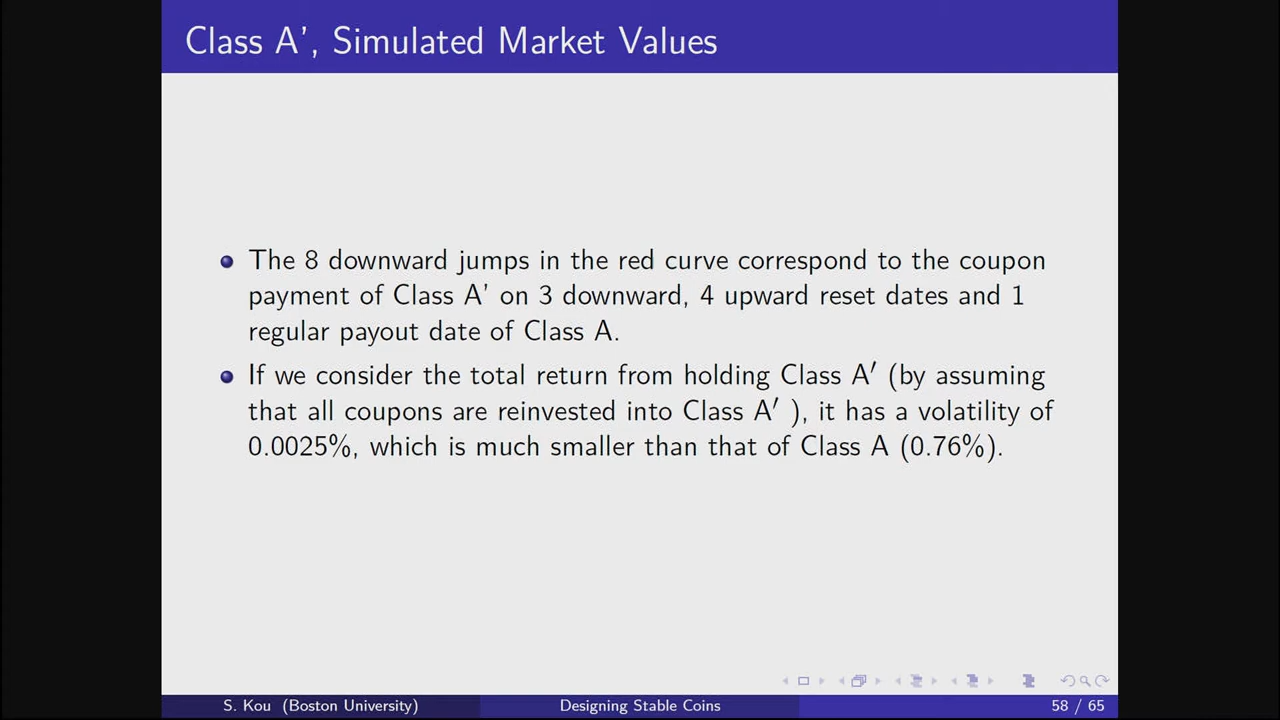 Class A’, Simulated Market Values
The 8 downward jumps in the red curve correspond to the coupon
payment of Class A’ on 3 downward, 4 upward reset dates and 1
regular payout date of Class A.
If we consider the total return from holding Class A′ (by assuming
that all coupons are reinvested into Class A′ ), it has a volatility of
0.0025%, which is much smaller than that of Class A (0.76%).
S. Kou (Boston University)
Designing Stable Coins
58 / 65